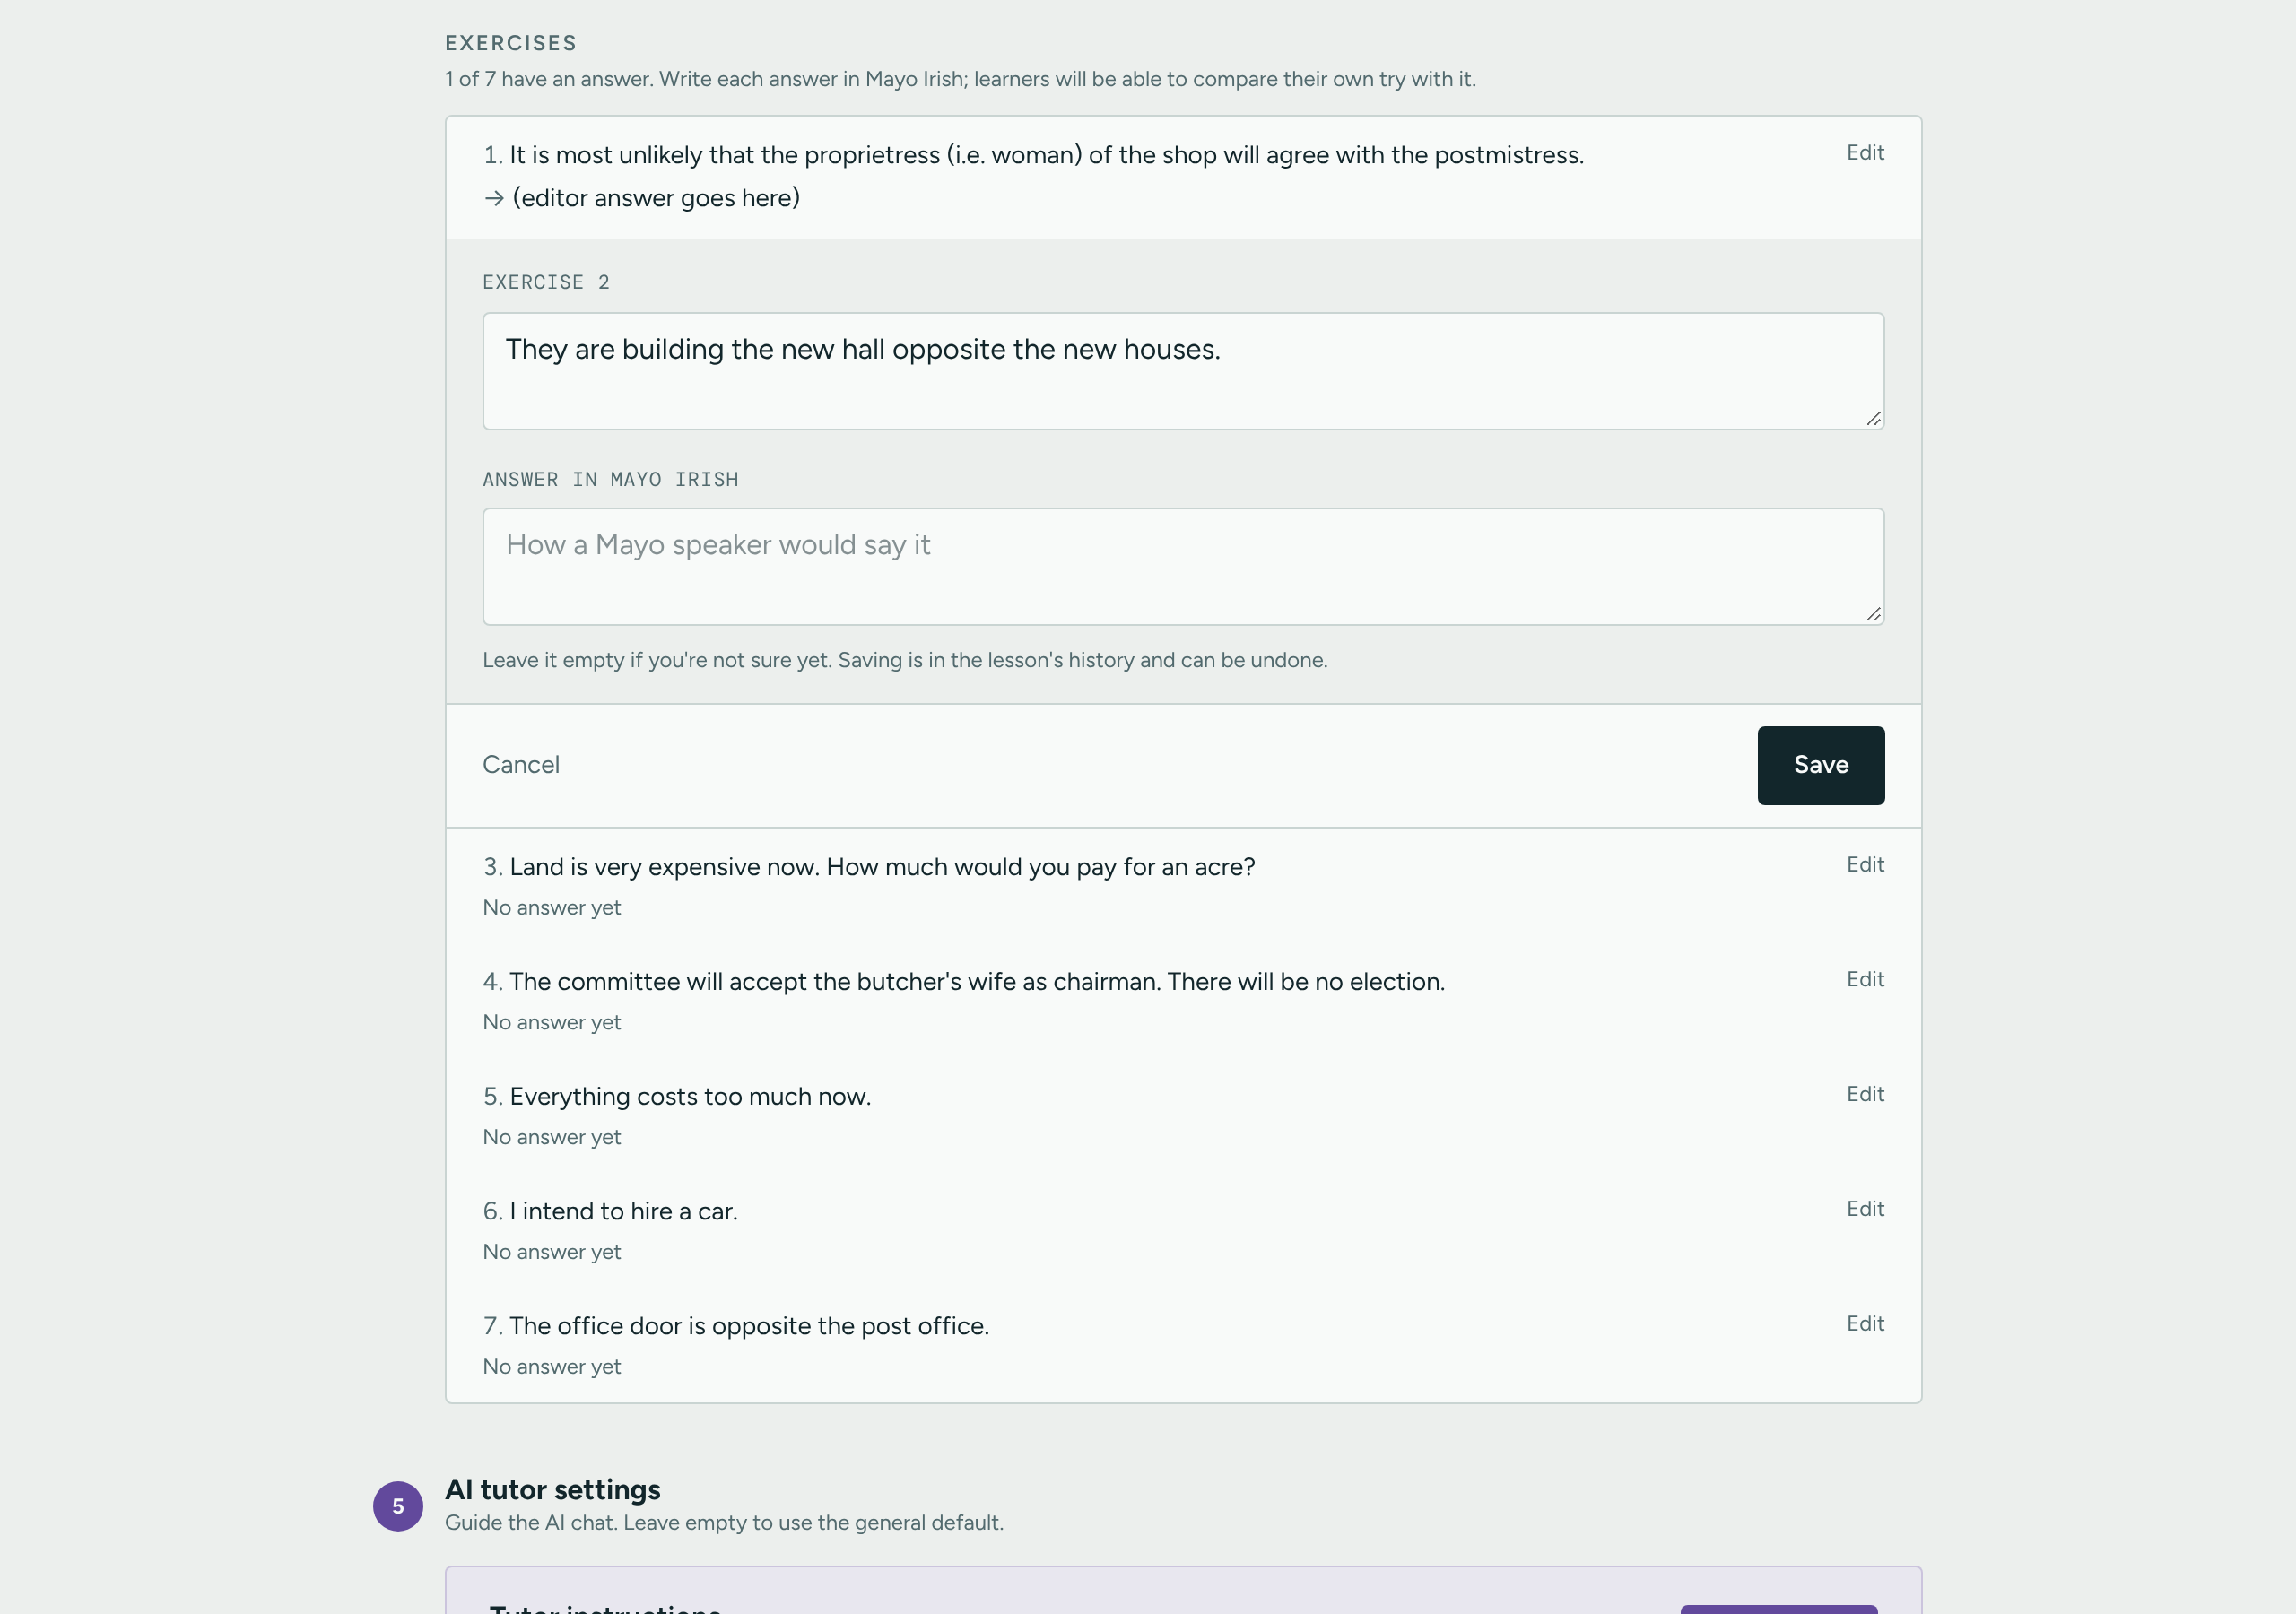 EXERCISES
1 of 7 have an answer. Write each answer in Mayo Irish; learners will be able to compare their own try with it.
1. It is most unlikely that the proprietress (i.e. woman) of the shop will agree with the postmistress.
Edit
→ (editor answer goes here)
EXERCISE 2
They are building the new hall opposite the new houses.
ANSWER IN MAYO IRISH
How a Mayo speaker would say it
Leave it empty if you're not sure yet. Saving is in the lesson's history and can be undone.
Cancel
Save
3. Land is very expensive now. How much would you pay for an acre?
Edit
No answer yet
4. The committee will accept the butcher's wife as chairman. There will be no election.
Edit
No answer yet
5. Everything costs too much now.
Edit
No answer yet
6. I intend to hire a car.
Edit
No answer yet
7. The office door is opposite the post office.
Edit
No answer yet
5
AI tutor settings
Guide the AI chat. Leave empty to use the general default.
Tutor instructions